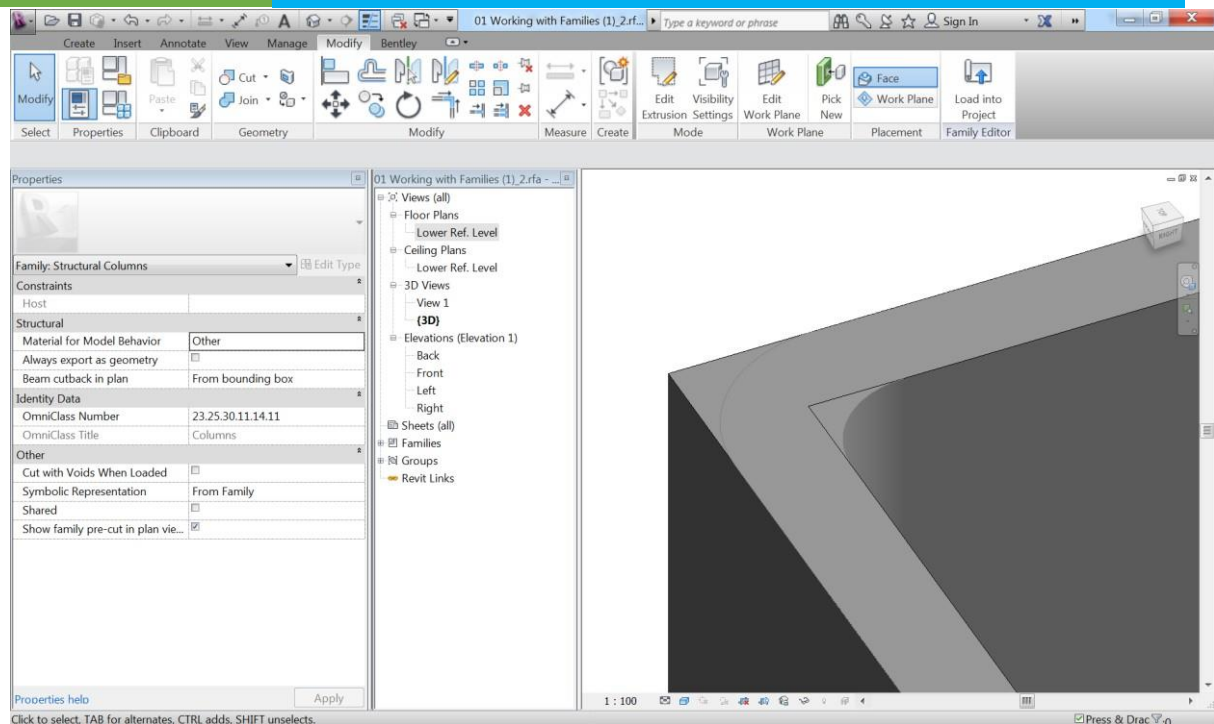 01 Working with Families (1)_2.rf...
Type a keyword or phrase
Sign In
Create Insert Annotate View Manage Modify Bentley
Modify
Paste
Cut
Join
Edit Extrusion
Visibility Settings
Edit Work Plane
Pick New
Face
Work Plane
Load into Project
Select Properties Clipboard Geometry Modify Measure Create Mode Work Plane Placement Family Editor
Properties
Family: Structural Columns
Edit Type
Constraints
Host
Structural
Material for Model Behavior Other
Always export as geometry
Beam cutback in plan From bounding box
Identity Data
OmniClass Number 23.25.30.11.14.11
OmniClass Title Columns
Other
Cut with Voids When Loaded
Symbolic Representation From Family
Shared
Show family pre-cut in plan vie...
Properties help
Apply
01 Working with Families (1)_2.rfa - ...
Views (all)
Floor Plans
Lower Ref. Level
Ceiling Plans
Lower Ref. Level
3D Views
View 1
{3D}
Elevations (Elevation 1)
Back
Front
Left
Right
Sheets (all)
Families
Groups
Revit Links
RIGHT
1 : 100
Click to select, TAB for alternates, CTRL adds, SHIFT unselects.
Press & Drag
:0